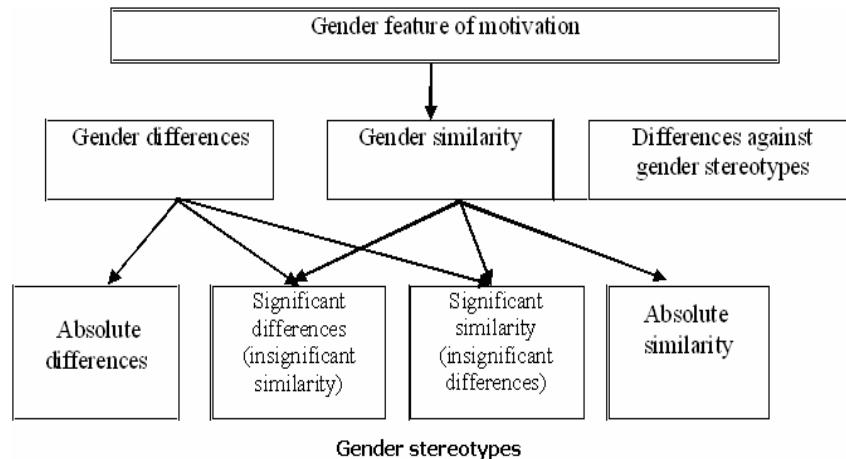 Gender feature of motivation
Gender differences
Gender similarity
Differences against
gender stereotypes
Absolute
differences
Significant
differences
(insignificant
similarity)
Significant
similarity
(insignificant
differences)
Absolute
similarity
Gender stereotypes